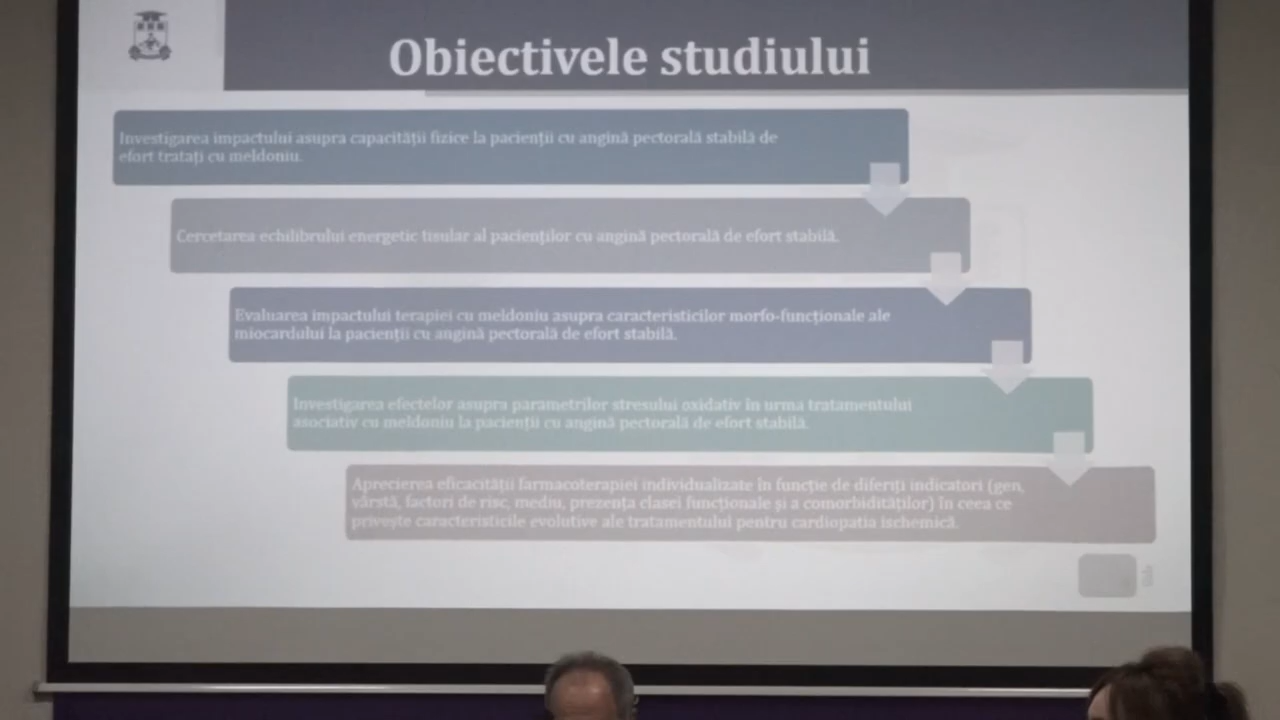 Obiectivele studiului
Investigarea impactului asupra capacității fizice la pacienții cu angină pectorală stabilă de
efort tratați cu meldoniu.
Cercetarea echilibrului energetic tisular al pacienților cu angină pectorală de efort stabilă.
Evaluarea impactului terapiei cu meldoniu asupra caracteristicilor morfo-funcționale ale
miocardului la pacienții cu angină pectorală de efort stabilă.
Investigarea efectelor asupra parametrilor stresului oxidativ în urma tratamentului
asociativ cu meldoniu la pacienții cu angină pectorală de efort stabilă.
Aprecierea eficacității farmacoterapiei individualizate în funcție de diferiți indicatori (gen,
vârstă, factori de risc, mediu, prezența clasei funcționale și a comorbidităților) în ceea ce
privește caracteristicile evolutive ale tratamentului pentru cardiopatia ischemică.